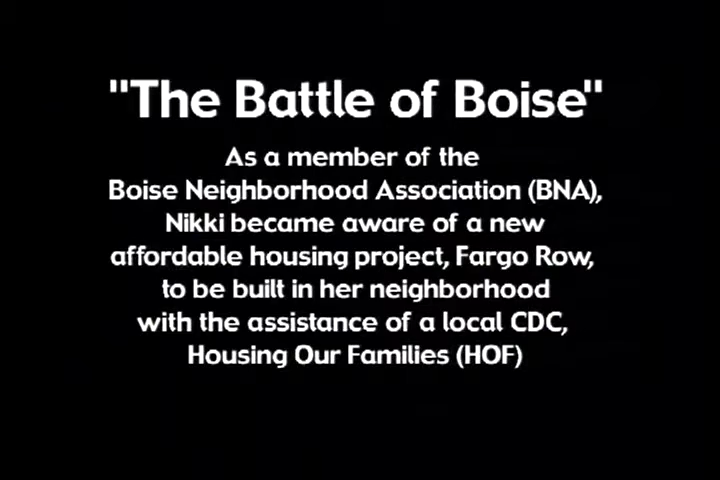 "The Battle of Boise"
As a member of the
Boise Neighborhood Association (BNA),
Nikki became aware of a new
affordable housing project, Fargo Row,
to be built in her neighborhood
with the assistance of a local CDC,
Housing Our Families (HOF)